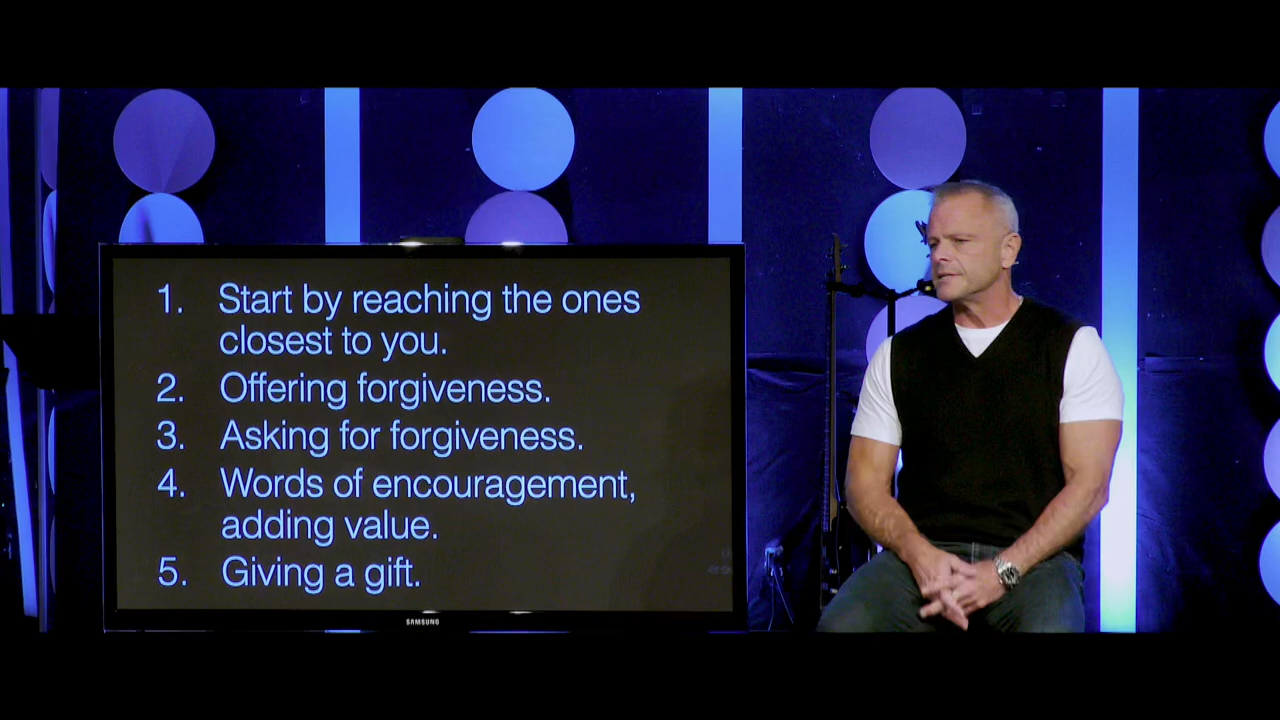 1. Start by reaching the ones
closest to you.
2. Offering forgiveness.
3. Asking for forgiveness.
4. Words of encouragement,
adding value.
5. Giving a gift.
SAMSUNG